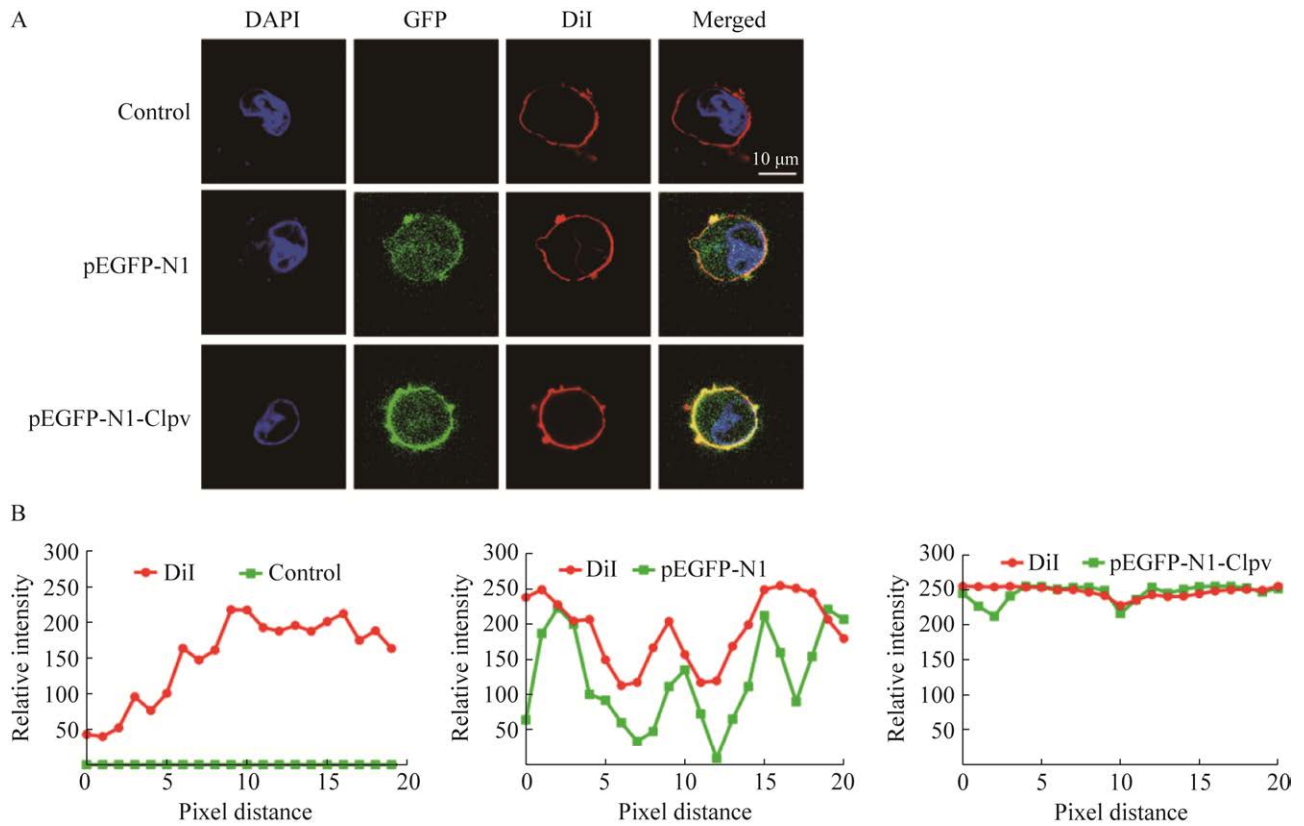 A
DAPI GFP DiI Merged
Control
10 μm
pEGFP-N1
pEGFP-N1-Clpv
B
300
250
200
150
100
50
0 5 10 15 20
Relative intensity
Pixel distance
DiI Control
300
250
200
150
100
50
0 5 10 15 20
Relative intensity
Pixel distance
DiI pEGFP-N1
300
250
200
150
100
50
0 5 10 15 20
Relative intensity
Pixel distance
DiI pEGFP-N1-Clpv